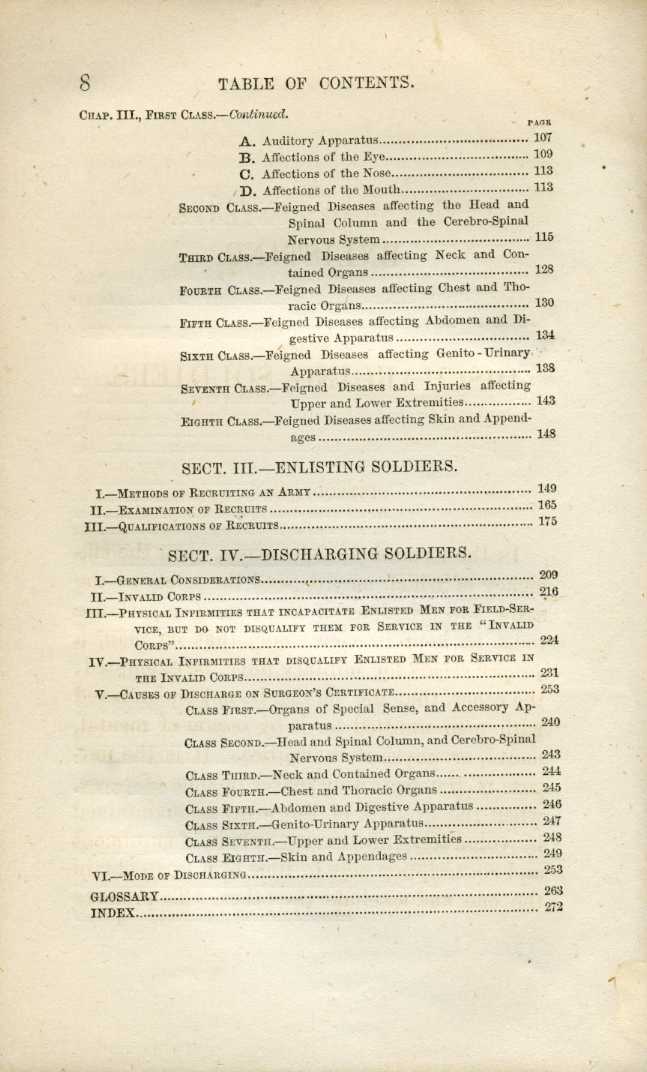 8 TABLE OF CONTENTS.
CHAP. III., FIRST CLASS.—Continued.
PAGE
A. Auditory Apparatus........................................ 107
B. Affections of the Eye........................................ 109
C. Affections of the Nose........................................ 113
D. Affections of the Mouth........................................ 113
SECOND CLASS.—Feigned Diseases affecting the Head and
Spinal Column and the Cerebro-Spinal
Nervous System........................................ 115
THIRD CLASS.—Feigned Diseases affecting Neck and Con-
tained Organs........................................ 128
FOURTH CLASS.—Feigned Diseases affecting Chest and Tho-
racic Organs........................................ 130
FIFTH CLASS.—Feigned Diseases affecting Abdomen and Di-
gestive Apparatus........................................ 134
SIXTH CLASS.—Feigned Diseases affecting Genito-Urinary
Apparatus........................................ 138
SEVENTH CLASS.—Feigned Diseases and Injuries affecting
Upper and Lower Extremities................ 143
EIGHTH CLASS.—Feigned Diseases affecting Skin and Append-
ages........................................ 148
SECT. III.—ENLISTING SOLDIERS.
I.—METHODS OF RECRUITING AN ARMY........................................ 149
II.—EXAMINATION OF RECRUITS........................................ 165
III.—QUALIFICATIONS OF RECRUITS........................................ 175
SECT. IV.—DISCHARGING SOLDIERS.
I.—GENERAL CONSIDERATIONS........................................ 209
II.—INVALID CORPS........................................ 216
III.—PHYSICAL INFIRMITIES THAT INCAPACITATE ENLISTED MEN FOR FIELD-SER-
VICE, BUT DO NOT DISQUALIFY THEM FOR SERVICE IN THE "INVALID
CORPS"........................................ 224
IV.—PHYSICAL INFIRMITIES THAT DISQUALIFY ENLISTED MEN FOR SERVICE IN
THE INVALID CORPS........................................ 231
V.—CAUSES OF DISCHARGE ON SURGEON'S CERTIFICATE........................................ 253
CLASS FIRST.—Organs of Special Sense, and Accessory Ap-
paratus........................................ 240
CLASS SECOND.—Head and Spinal Column, and Cerebro-Spinal
Nervous System........................................ 243
CLASS THIRD.—Neck and Contained Organs........................ 244
CLASS FOURTH.—Chest and Thoracic Organs........................ 245
CLASS FIFTH.—Abdomen and Digestive Apparatus............... 246
CLASS SIXTH.—Genito-Urinary Apparatus........................ 247
CLASS SEVENTH.—Upper and Lower Extremities.................. 248
CLASS EIGHTH.—Skin and Appendages........................ 249
VI.—MODE OF DISCHARGING........................................ 253
GLOSSARY........................................ 263
INDEX........................................ 272